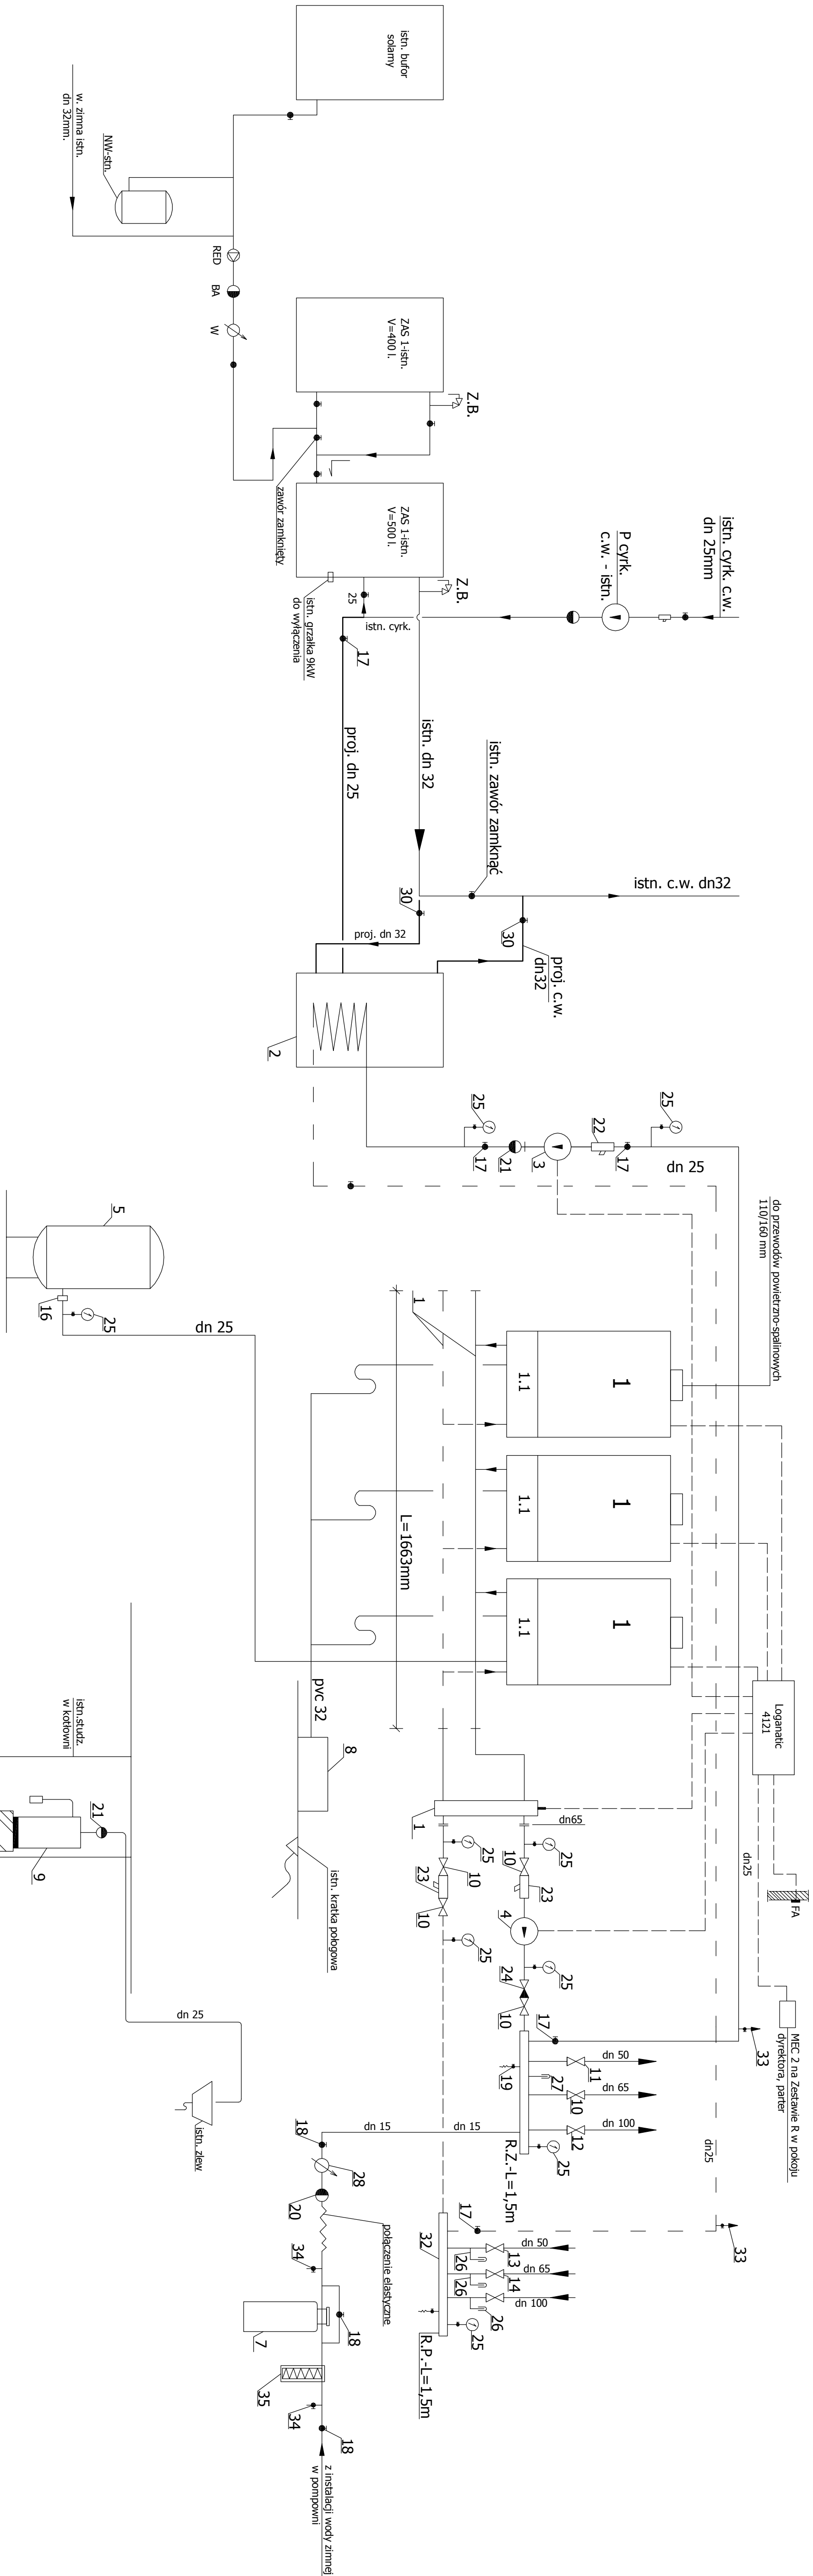 istn. bufor
solarny
w. zimna istn.
dn 32mm.
NW-stn.
RED
BA
W
ZAS 1-istn.
V=400 l.
Z.B.
zawór zamknięty
ZAS 1-istn.
V=500 l.
Z.B.
istn. grzałka 9kW
do wyłączenia
25
istn. cyrk.
17
istn. cyrk. c.w.
dn 25mm
P cyrk.
c.w. - istn.
proj. dn 25
istn. dn 32
istn. zawór zamknąć
istn. c.w. dn32
30
30
proj. dn 32
proj. c.w.
dn32
2
25
25
17
21
3
22
17
dn 25
5
16
25
dn 25
do przewodów powietrzno-spalinowych
110/160 mm
1
1
1.1
1
1.1
1
1.1
L=1663mm
pvc 32
8
istn. kratka połogowa
Loganatic
4121
FA
MEC 2 na Zestawie R w pokoju
dyrektora, parter
dn25
dn65
1
25
25
10
10
23
23
10
4
25
25
24
10
17
19
27
11
10
12
25
dn 50
dn 65
dn 100
R.Z.-L=1,5m
33
dn25
33
istn.studz.
w kotłowni
21
9
dn 25
istn. zlew
dn 15
dn 15
18
28
20
połączenie elastyczne
34
7
18
35
34
18
z instalacji wody zimnej
w pompowni
17
32
26
26
26
13
14
25
dn 50
dn 65
dn 100
R.P.-L=1,5m